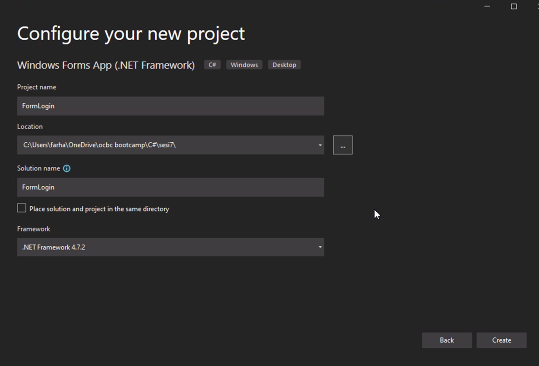 Configure your new project
Windows Forms App (.NET Framework) C# Windows Desktop
Project name
FormLogin
Location
C:\Users\farha\OneDrive\ocbc bootcamp\C#\sesi7\
...
Solution name
FormLogin
Place solution and project in the same directory
Framework
.NET Framework 4.7.2
Back Create